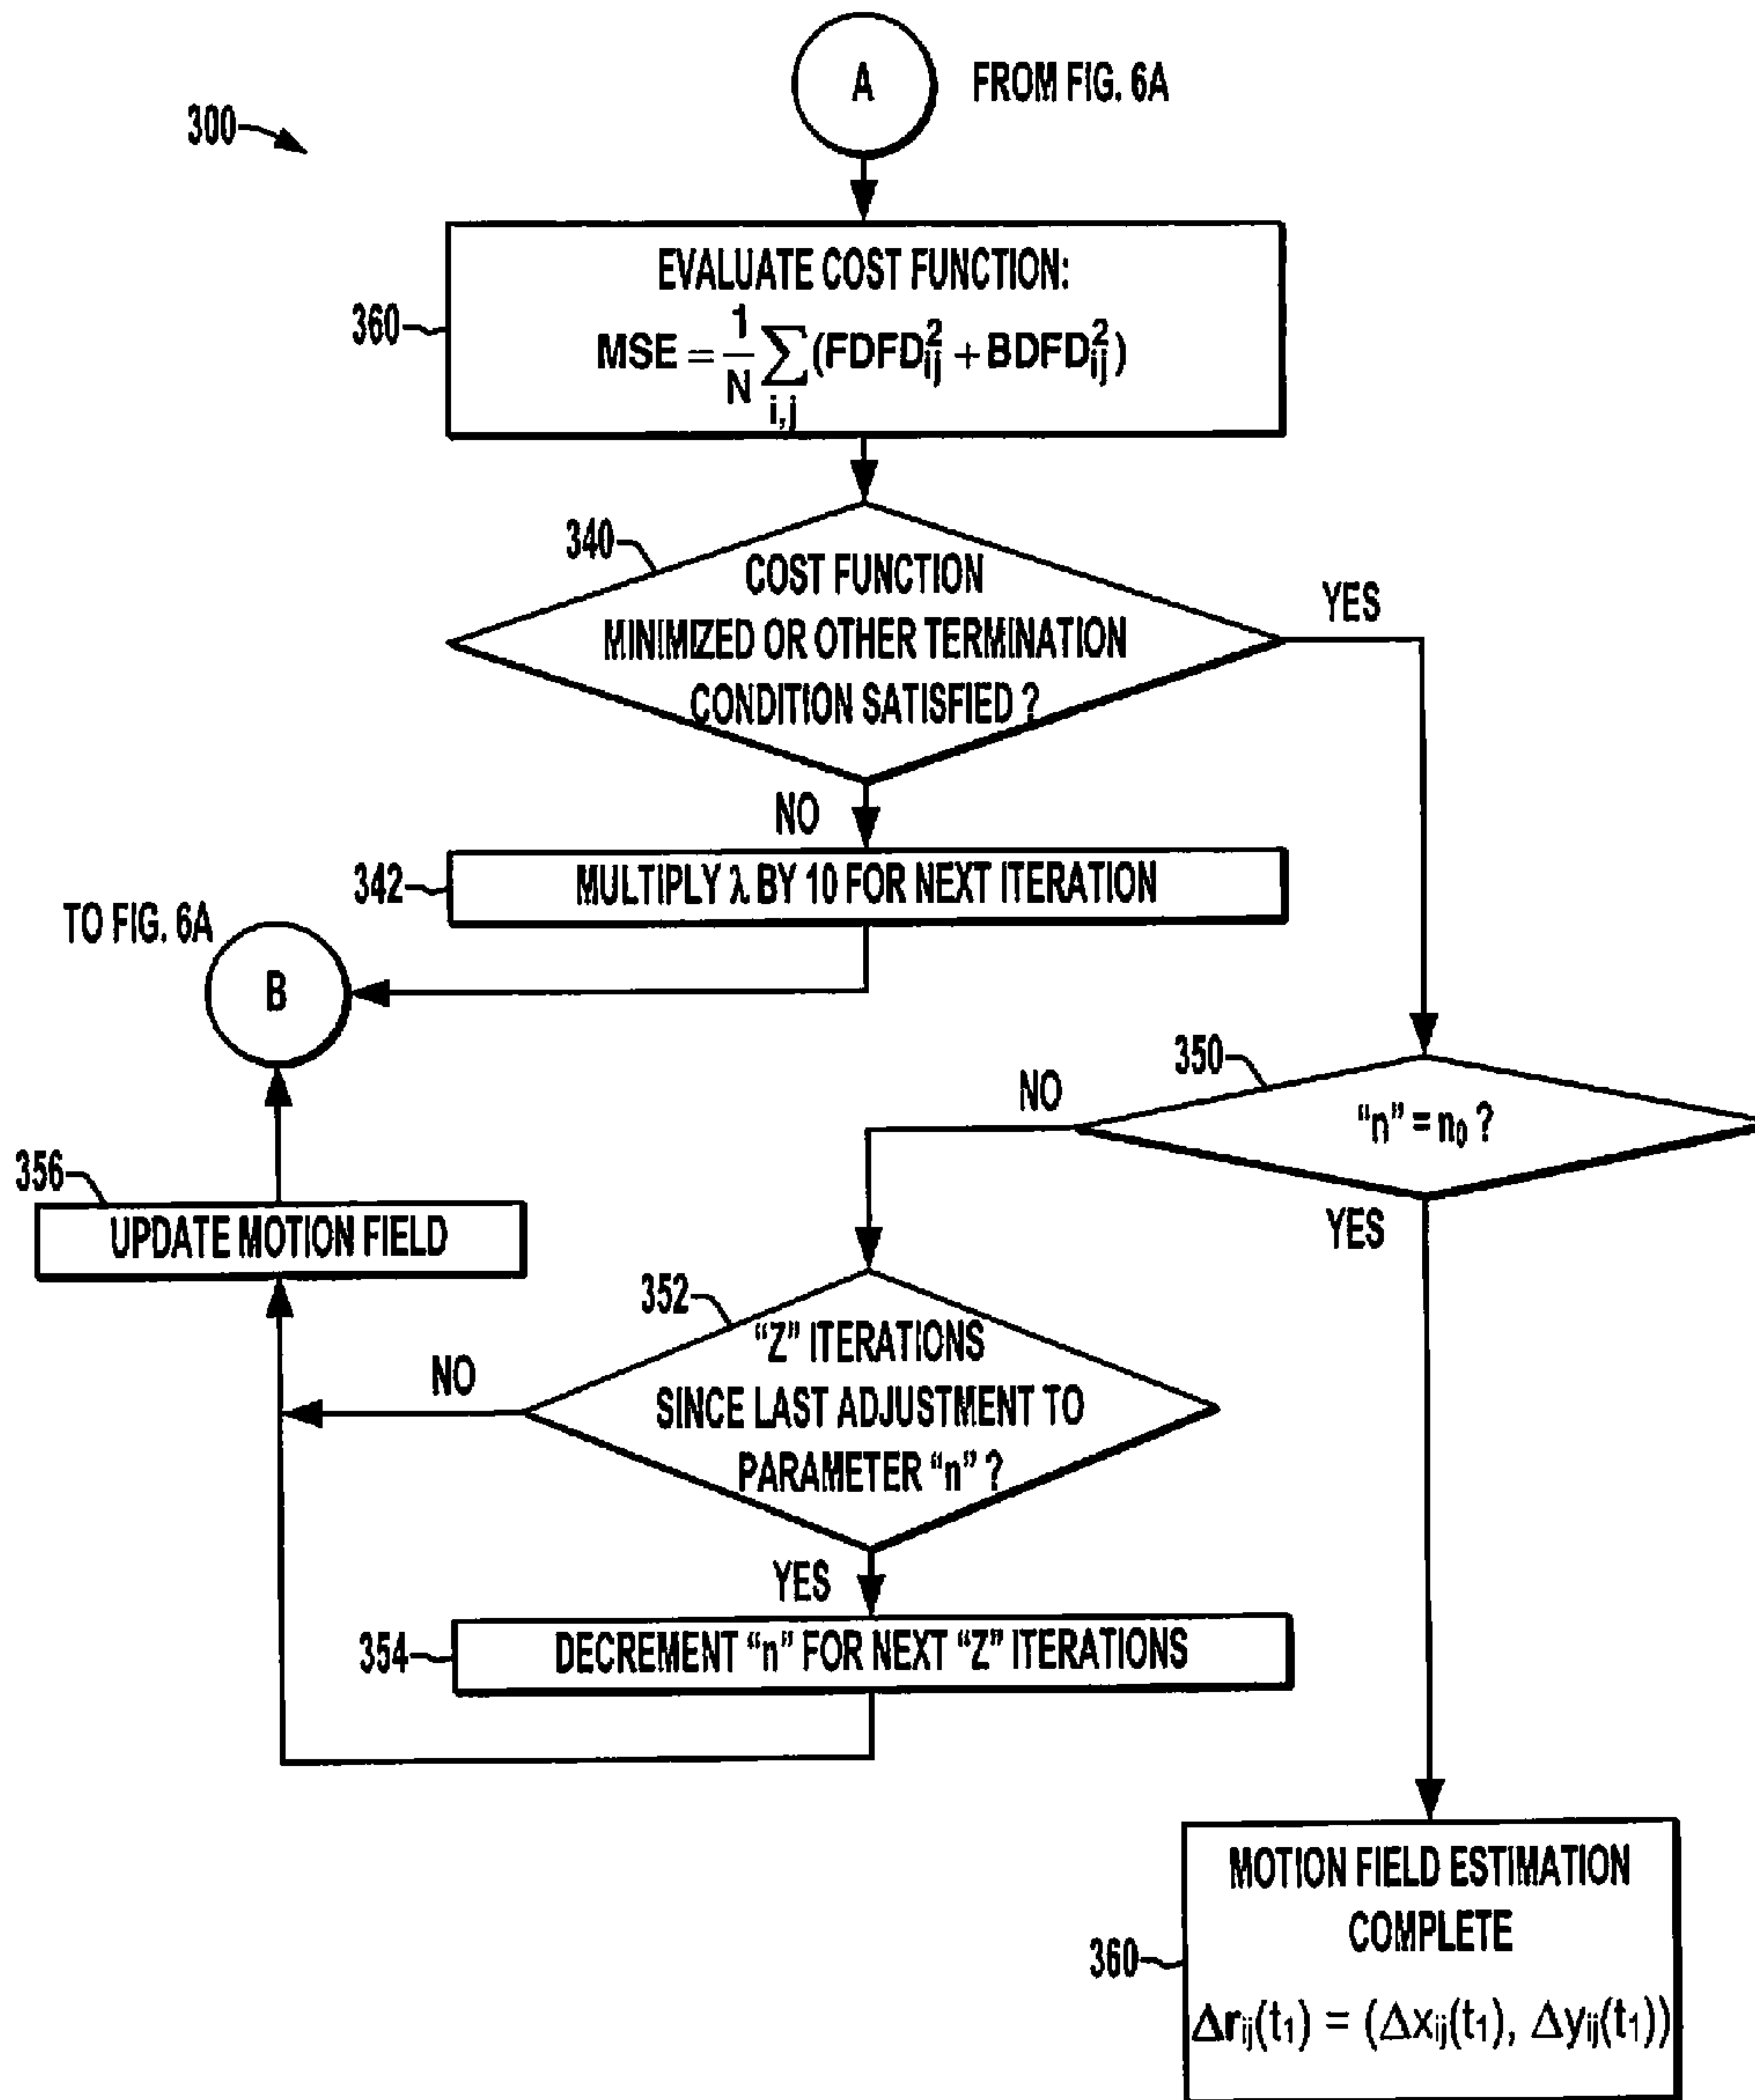 A
FROM FIG. 6A
300
EVALUATE COST FUNCTION:
360
MSE = 1/N ∑i,j (FDFD²ij + BDFD²ij)
340
COST FUNCTION
MINIMIZED OR OTHER TERMINATION
CONDITION SATISFIED ?
YES
NO
342
MULTIPLY λ BY 10 FOR NEXT ITERATION
TO FIG. 6A
B
350
NO
"n" = n₀ ?
YES
356
UPDATE MOTION FIELD
352
"Z" ITERATIONS
SINCE LAST ADJUSTMENT TO
PARAMETER "n" ?
NO
YES
354
DECREMENT "n" FOR NEXT "Z" ITERATIONS
MOTION FIELD ESTIMATION
COMPLETE
360
Δrij(t₁) = (Δxij(t₁), Δyij(t₁))